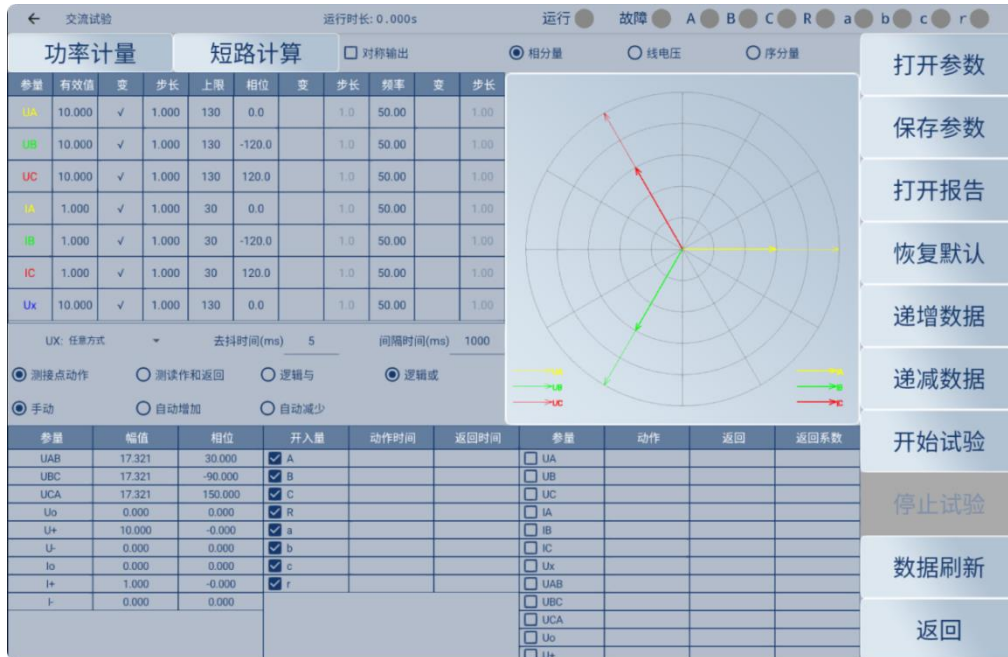 交流试验 运行时长: 0.000s 运行 故障 A B C R a b c r
功率计量 短路计算 对称输出 相分量 线电压 序分量
参量 有效值 变 步长 上限 相位 变 步长 频率 变 步长
UA 10.000 √ 1.000 130 0.0 1.0 50.00 1.00
UB 10.000 √ 1.000 130 -120.0 1.0 50.00 1.00
UC 10.000 √ 1.000 130 120.0 1.0 50.00 1.00
IA 1.000 √ 1.000 30 0.0 1.0 50.00 1.00
IB 1.000 √ 1.000 30 -120.0 1.0 50.00 1.00
IC 1.000 √ 1.000 30 120.0 1.0 50.00 1.00
Ux 10.000 √ 1.000 130 0.0 1.0 50.00 1.00
UX: 任意方式 去抖时间(ms) 5 间隔时间(ms) 1000
测接点动作 测读作和返回 逻辑与 逻辑或
手动 自动增加 自动减少
UA IA
UB IB
UC IC
参量 幅值 相位 开入量 动作时间 返回时间 参量 动作 返回 返回系数
UAB 17.321 30.000 A UA
UBC 17.321 -90.000 B UB
UCA 17.321 150.000 C UC
Uo 0.000 0.000 R IA
U+ 10.000 -0.000 a IB
U- 0.000 0.000 b IC
Io 0.000 0.000 c Ux
I+ 1.000 -0.000 r UAB
I- 0.000 0.000 UBC
UCA
Uo
U+
打开参数
保存参数
打开报告
恢复默认
递增数据
递减数据
开始试验
停止试验
数据刷新
返回